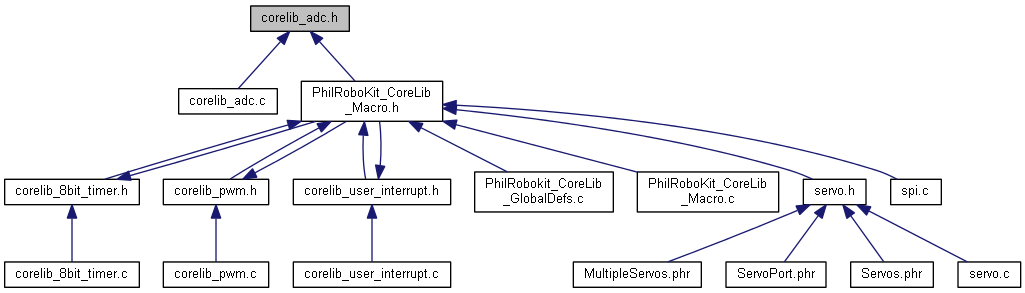 corelib_adc.h
corelib_adc.c
PhilRoboKit_CoreLib
_Macro.h
corelib_8bit_timer.h
corelib_pwm.h
corelib_user_interrupt.h
PhilRobokit_CoreLib
_GlobalDefs.c
PhilRoboKit_CoreLib
_Macro.c
servo.h
spi.c
corelib_8bit_timer.c
corelib_pwm.c
corelib_user_interrupt.c
MultipleServos.phr
ServoPort.phr
Servos.phr
servo.c